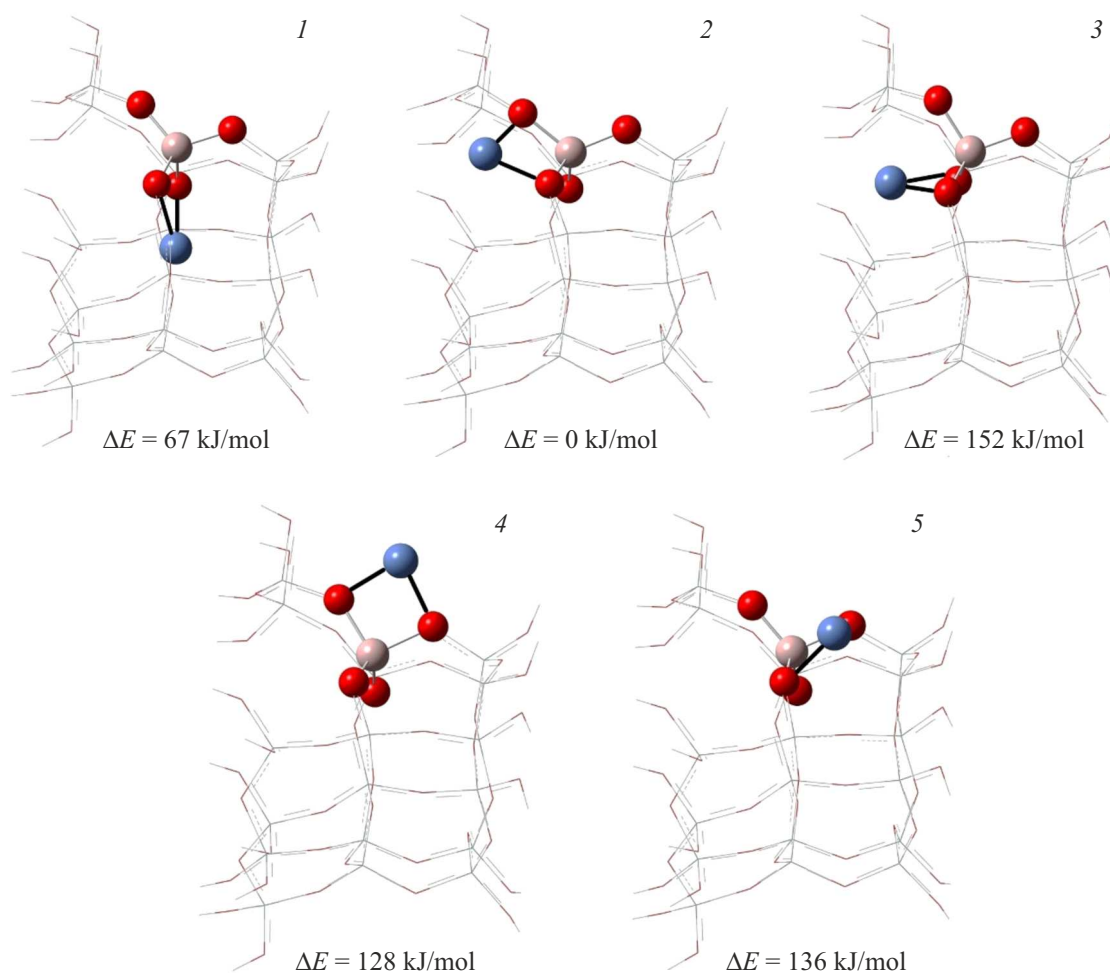 1
2
3
ΔE = 67 kJ/mol
ΔE = 0 kJ/mol
ΔE = 152 kJ/mol
4
5
ΔE = 128 kJ/mol
ΔE = 136 kJ/mol